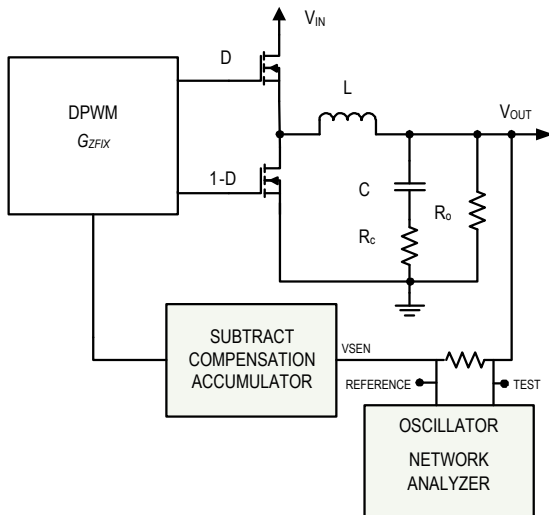 V_IN
D
DPWM
G_ZFIX
L
V_OUT
1-D
C
R_o
R_c
SUBTRACT
COMPENSATION
ACCUMULATOR
VSEN
REFERENCE
TEST
OSCILLATOR
NETWORK
ANALYZER